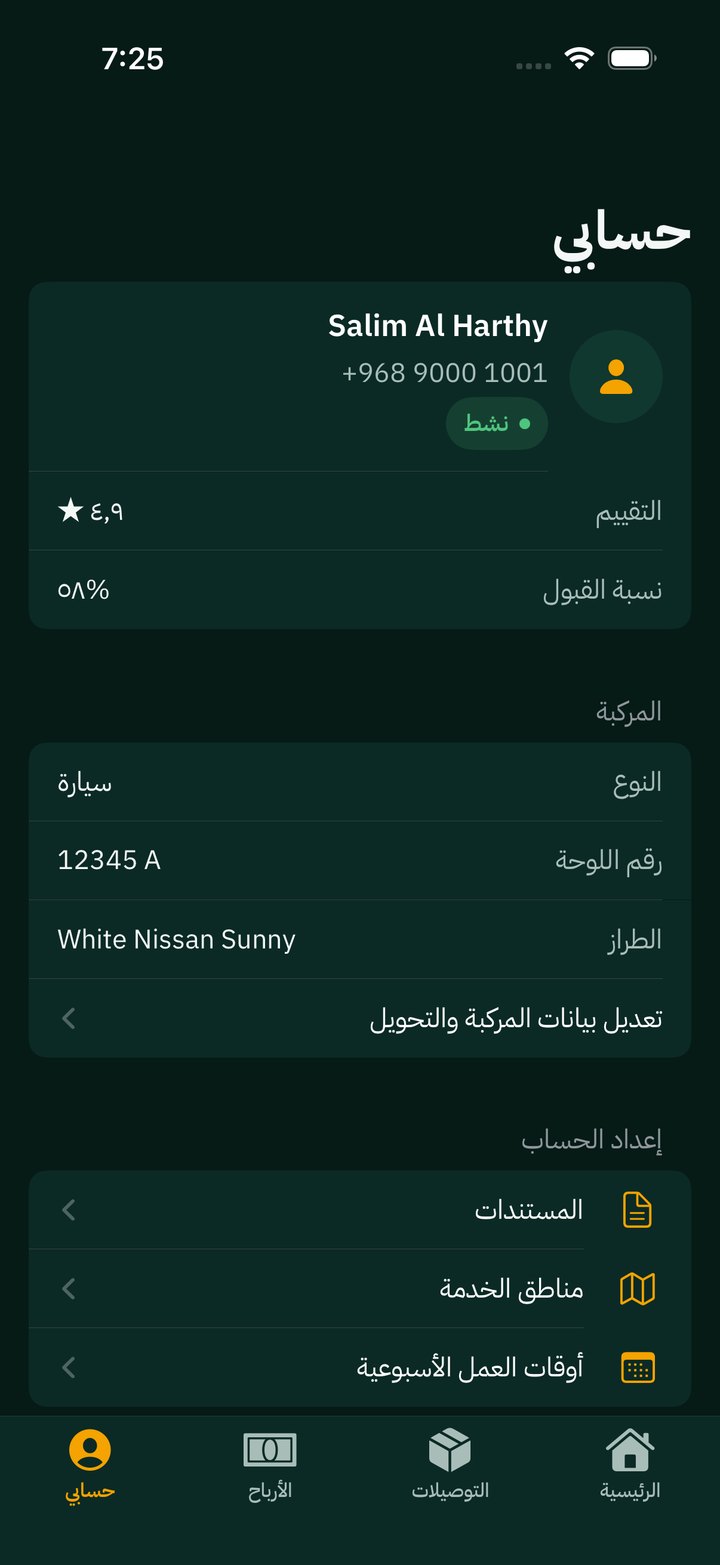 7:25
حسابي
Salim Al Harthy
+968 9000 1001
نشط
التقييم
٤,٩ ★
نسبة القبول
٥٨%
المركبة
النوع
سيارة
رقم اللوحة
12345 A
الطراز
White Nissan Sunny
تعديل بيانات المركبة والتحويل
إعداد الحساب
المستندات
مناطق الخدمة
أوقات العمل الأسبوعية
الرئيسية
التوصيلات
الأرباح
حسابي